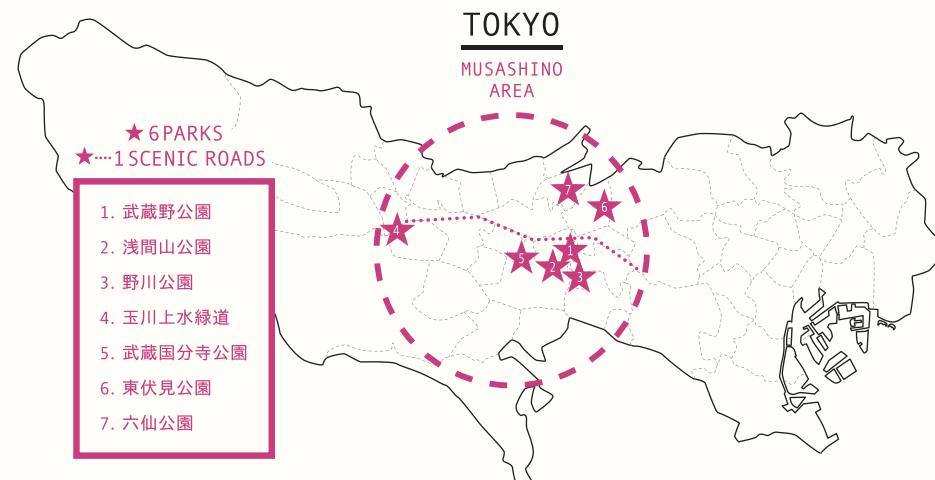 TOKYO
MUSASHINO
AREA
★6PARKS
★····1SCENIC ROADS
1. 武蔵野公園
2. 浅間山公園
3. 野川公園
4. 玉川上水緑道
5. 武蔵国分寺公園
6. 東伏見公園
7. 六仙公園
7
6
4
1
5
2
3